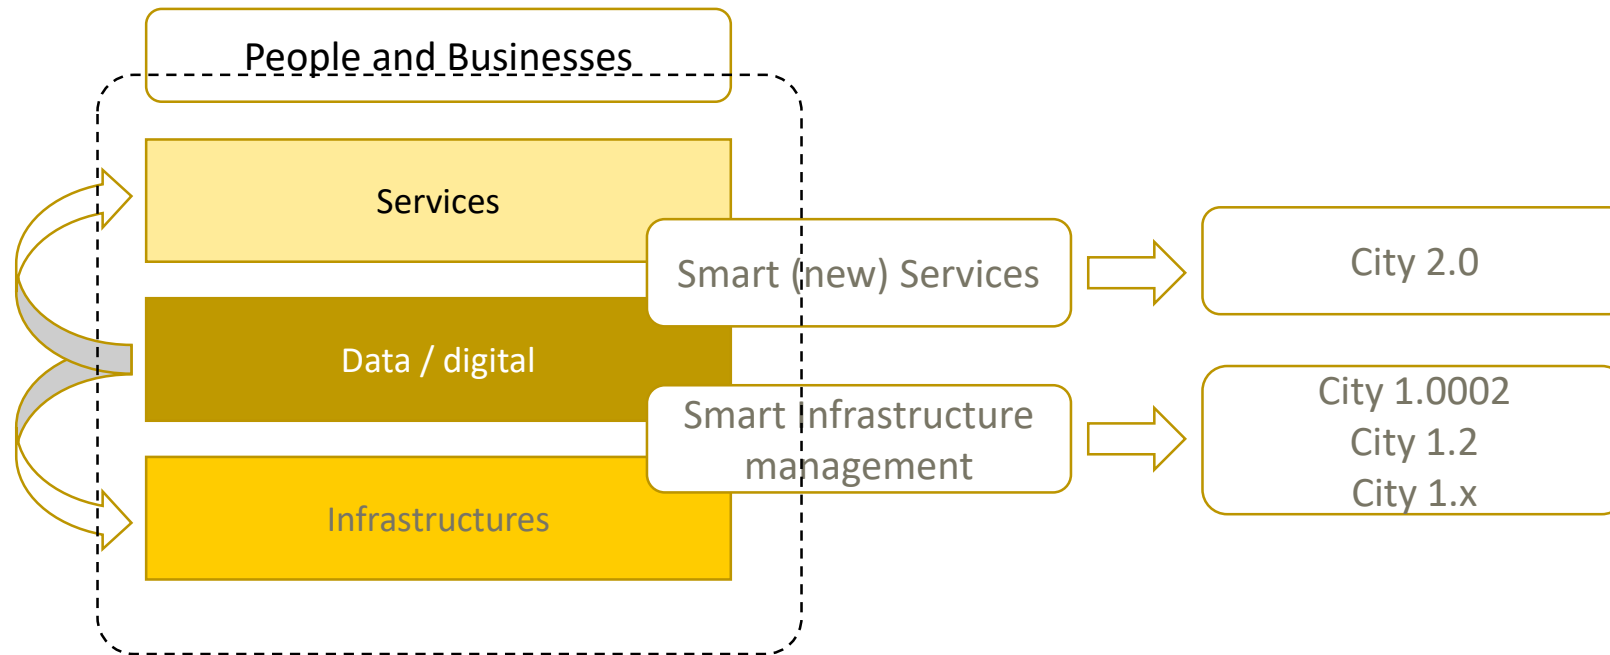 People and Businesses
Services
Smart (new) Services
City 2.0
Data / digital
Smart infrastructure
management
City 1.0002
City 1.2
City 1.x
Infrastructures